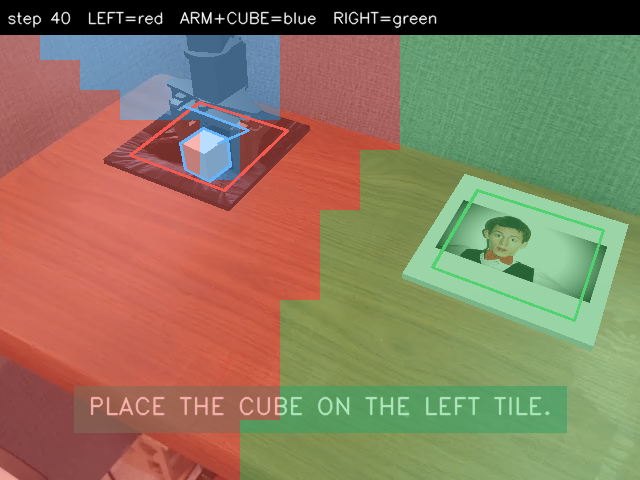 step 40 LEFT=red ARM+CUBE=blue RIGHT=green
PLACE THE CUBE ON THE LEFT TILE.